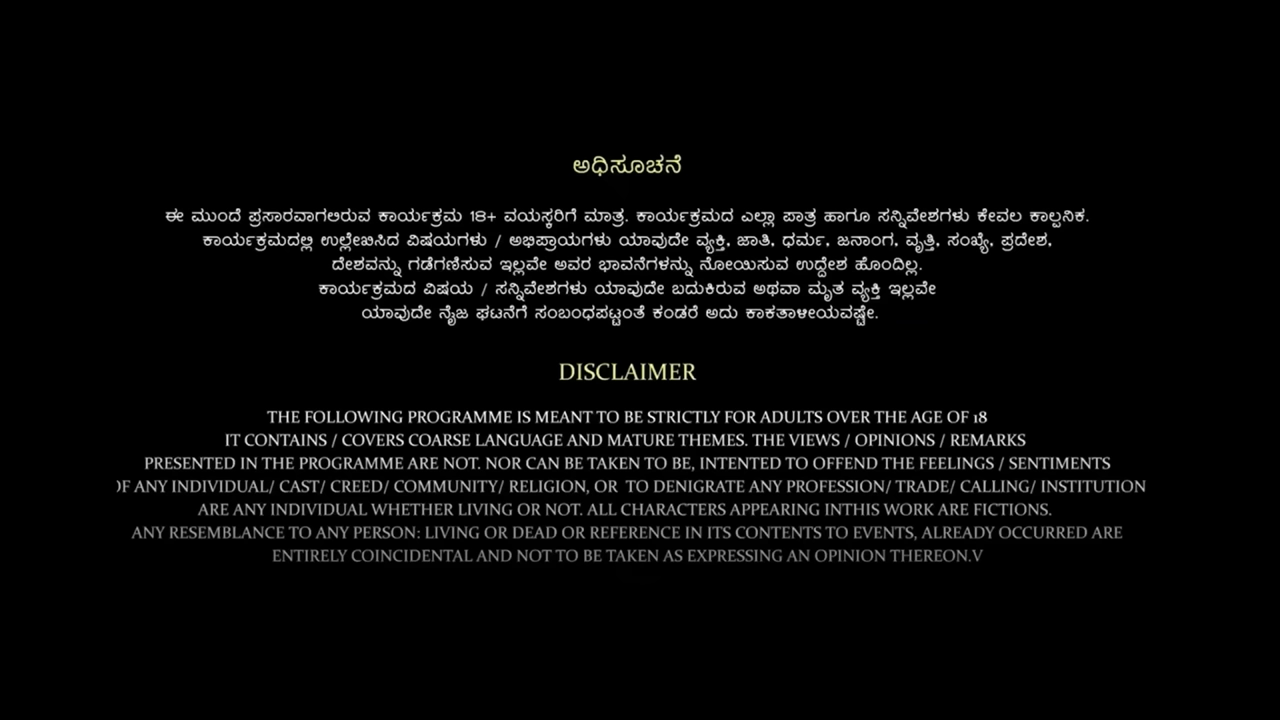 ಅಧಿಸೂಚನೆ
ಈ ಮುಂದೆ ಪ್ರಸಾರವಾಗಳಿರುವ ಕಾರ್ಯಕ್ರಮ 18+ ವಯಸ್ಕರಿಗೆ ಮಾತ್ರ. ಕಾರ್ಯಕ್ರಮದ ಎಲ್ಲಾ ಪಾತ್ರ ಹಾಗೂ ಸನ್ನಿವೇಶಗಳು ಕೇವಲ ಕಾಲ್ಪನಿಕ.
ಕಾರ್ಯಕ್ರಮದಲ್ಲಿ ಉಲ್ಲೇಖಿಸಿದ ವಿಷಯಗಳು / ಅಭಿಪ್ರಾಯಗಳು ಯಾವುದೇ ವ್ಯಕ್ತಿ, ಜಾತಿ, ಧರ್ಮ, ಜನಾಂಗ, ವೃತ್ತಿ, ಸಂಖ್ಯೆ, ಪ್ರದೇಶ,
ದೇಶವನ್ನು ಗಡೆಗಣಿಸುವ ಇಲ್ಲವೇ ಅವರ ಭಾವನೆಗಳನ್ನು ನೋಯಿಸುವ ಉದ್ದೇಶ ಹೊಂದಿಲ್ಲ.
ಕಾರ್ಯಕ್ರಮದ ವಿಷಯ / ಸನ್ನಿವೇಶಗಳು ಯಾವುದೇ ಬದುಕಿರುವ ಅಥವಾ ಮೃತ ವ್ಯಕ್ತಿ ಇಲ್ಲವೇ
ಯಾವುದೇ ನೈಜ ಘಟನೆಗೆ ಸಂಬಂಧಪಟ್ಟಂತೆ ಕಂಡರೆ ಅದು ಕಾಕತಾಳೀಯವಷ್ಟೇ.
DISCLAIMER
THE FOLLOWING PROGRAMME IS MEANT TO BE STRICTLY FOR ADULTS OVER THE AGE OF 18
IT CONTAINS / COVERS COARSE LANGUAGE AND MATURE THEMES. THE VIEWS / OPINIONS / REMARKS
PRESENTED IN THE PROGRAMME ARE NOT. NOR CAN BE TAKEN TO BE, INTENTED TO OFFEND THE FEELINGS / SENTIMENTS
OF ANY INDIVIDUAL/ CAST/ CREED/ COMMUNITY/ RELIGION, OR TO DENIGRATE ANY PROFESSION/ TRADE/ CALLING/ INSTITUTION
ARE ANY INDIVIDUAL WHETHER LIVING OR NOT. ALL CHARACTERS APPEARING INTHIS WORK ARE FICTIONS.
ANY RESEMBLANCE TO ANY PERSON: LIVING OR DEAD OR REFERENCE IN ITS CONTENTS TO EVENTS, ALREADY OCCURRED ARE
ENTIRELY COINCIDENTAL AND NOT TO BE TAKEN AS EXPRESSING AN OPINION THEREON.V